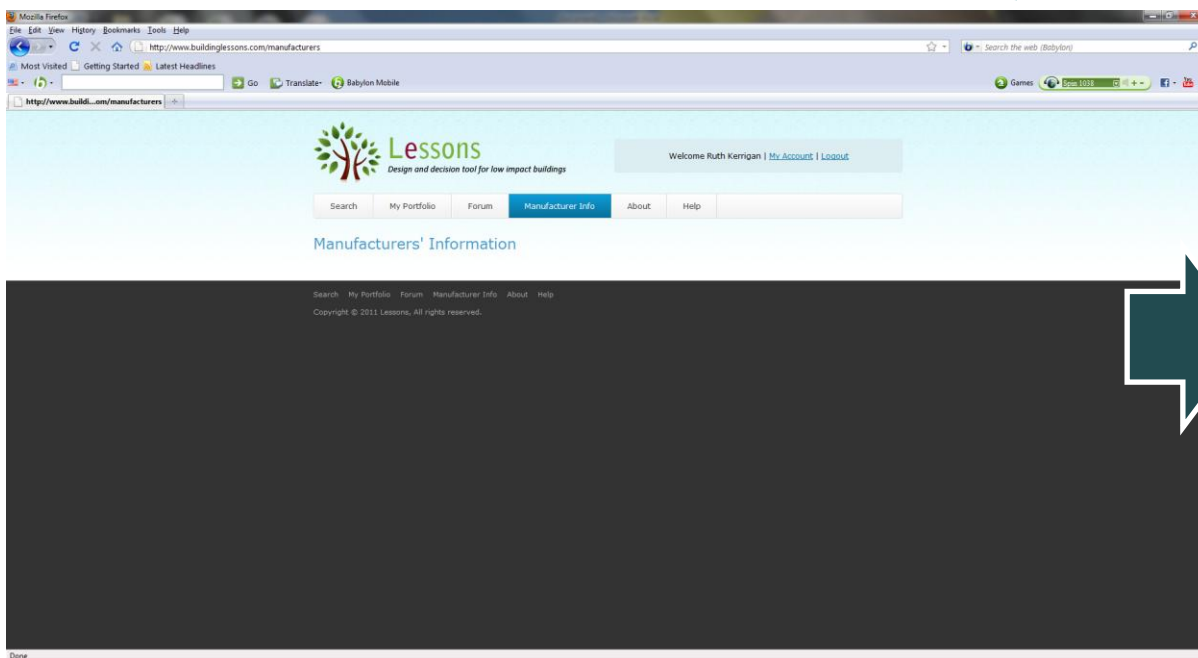 Mozilla Firefox
File Edit View History Bookmarks Tools Help
http://www.buildinglessons.com/manufacturers
Search the web (Babylon)
Most Visited Getting Started Latest Headlines
Go Translate Babylon Mobile Games Spin 1038
http://www.buildi...om/manufacturers
Lessons
Design and decision tool for low impact buildings
Welcome Ruth Kerrigan | My Account | Logout
Search My Portfolio Forum Manufacturer Info About Help
Manufacturers' Information
Search My Portfolio Forum Manufacturer Info About Help
Copyright © 2011 Lessons, All rights reserved.
Done